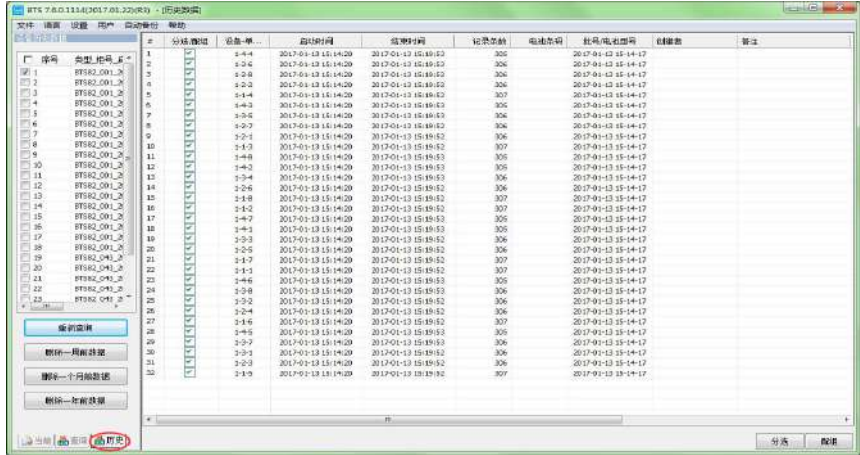 BTS 7.6.0.1114(2017.01.22)(R3) - [历史数据]
文件 语言 设置 用户 自动备份 帮助
设备历史数据
序号 类型_柜号_
1 BTS82_001_2
2 BTS82_001_2
3 BTS82_001_2
4 BTS82_001_2
5 BTS82_001_2
6 BTS82_001_2
7 BTS82_001_2
8 BTS82_001_2
9 BTS82_001_2
10 BTS82_001_2
11 BTS82_001_2
12 BTS82_001_2
13 BTS82_001_2
14 BTS82_001_2
15 BTS82_001_2
16 BTS82_001_2
17 BTS82_001_2
18 BTS82_001_2
19 BTS82_043_2
20 BTS82_043_2
21 BTS82_043_2
22 BTS82_043_2
23 BTS82_043_2
重新查询
删除一周前数据
删除一个月前数据
删除一年前数据
当前 查询 历史
# 分选/配组 设备-单... 启动时间 结束时间 记录条数 电池条码 批号/电池型号 创建者 备注
1 1-4-4 2017-01-13 15:14:20 2017-01-13 15:19:53 305 2017-01-13 15-14-17
2 1-3-6 2017-01-13 15:14:20 2017-01-13 15:19:53 306 2017-01-13 15-14-17
3 1-2-8 2017-01-13 15:14:20 2017-01-13 15:19:52 306 2017-01-13 15-14-17
4 1-2-2 2017-01-13 15:14:20 2017-01-13 15:19:52 306 2017-01-13 15-14-17
5 1-1-4 2017-01-13 15:14:20 2017-01-13 15:19:52 307 2017-01-13 15-14-17
6 1-4-3 2017-01-13 15:14:20 2017-01-13 15:19:53 305 2017-01-13 15-14-17
7 1-3-5 2017-01-13 15:14:20 2017-01-13 15:19:53 306 2017-01-13 15-14-17
8 1-2-7 2017-01-13 15:14:20 2017-01-13 15:19:52 306 2017-01-13 15-14-17
9 1-2-1 2017-01-13 15:14:20 2017-01-13 15:19:52 306 2017-01-13 15-14-17
10 1-1-3 2017-01-13 15:14:20 2017-01-13 15:19:52 307 2017-01-13 15-14-17
11 1-4-8 2017-01-13 15:14:20 2017-01-13 15:19:53 305 2017-01-13 15-14-17
12 1-4-2 2017-01-13 15:14:20 2017-01-13 15:19:53 305 2017-01-13 15-14-17
13 1-3-4 2017-01-13 15:14:20 2017-01-13 15:19:53 306 2017-01-13 15-14-17
14 1-2-6 2017-01-13 15:14:20 2017-01-13 15:19:52 306 2017-01-13 15-14-17
15 1-1-8 2017-01-13 15:14:20 2017-01-13 15:19:52 307 2017-01-13 15-14-17
16 1-1-2 2017-01-13 15:14:20 2017-01-13 15:19:52 307 2017-01-13 15-14-17
17 1-4-7 2017-01-13 15:14:20 2017-01-13 15:19:53 305 2017-01-13 15-14-17
18 1-4-1 2017-01-13 15:14:20 2017-01-13 15:19:53 305 2017-01-13 15-14-17
19 1-3-3 2017-01-13 15:14:20 2017-01-13 15:19:52 306 2017-01-13 15-14-17
20 1-2-5 2017-01-13 15:14:20 2017-01-13 15:19:52 306 2017-01-13 15-14-17
21 1-1-7 2017-01-13 15:14:20 2017-01-13 15:19:52 307 2017-01-13 15-14-17
22 1-1-1 2017-01-13 15:14:20 2017-01-13 15:19:52 307 2017-01-13 15-14-17
23 1-4-6 2017-01-13 15:14:20 2017-01-13 15:19:53 305 2017-01-13 15-14-17
24 1-3-8 2017-01-13 15:14:20 2017-01-13 15:19:53 306 2017-01-13 15-14-17
25 1-3-2 2017-01-13 15:14:20 2017-01-13 15:19:52 306 2017-01-13 15-14-17
26 1-2-4 2017-01-13 15:14:20 2017-01-13 15:19:52 306 2017-01-13 15-14-17
27 1-1-6 2017-01-13 15:14:20 2017-01-13 15:19:52 307 2017-01-13 15-14-17
28 1-4-5 2017-01-13 15:14:20 2017-01-13 15:19:53 305 2017-01-13 15-14-17
29 1-3-7 2017-01-13 15:14:20 2017-01-13 15:19:53 306 2017-01-13 15-14-17
30 1-3-1 2017-01-13 15:14:20 2017-01-13 15:19:52 306 2017-01-13 15-14-17
31 1-2-3 2017-01-13 15:14:20 2017-01-13 15:19:52 306 2017-01-13 15-14-17
32 1-1-5 2017-01-13 15:14:20 2017-01-13 15:19:52 307 2017-01-13 15-14-17
分选 配组